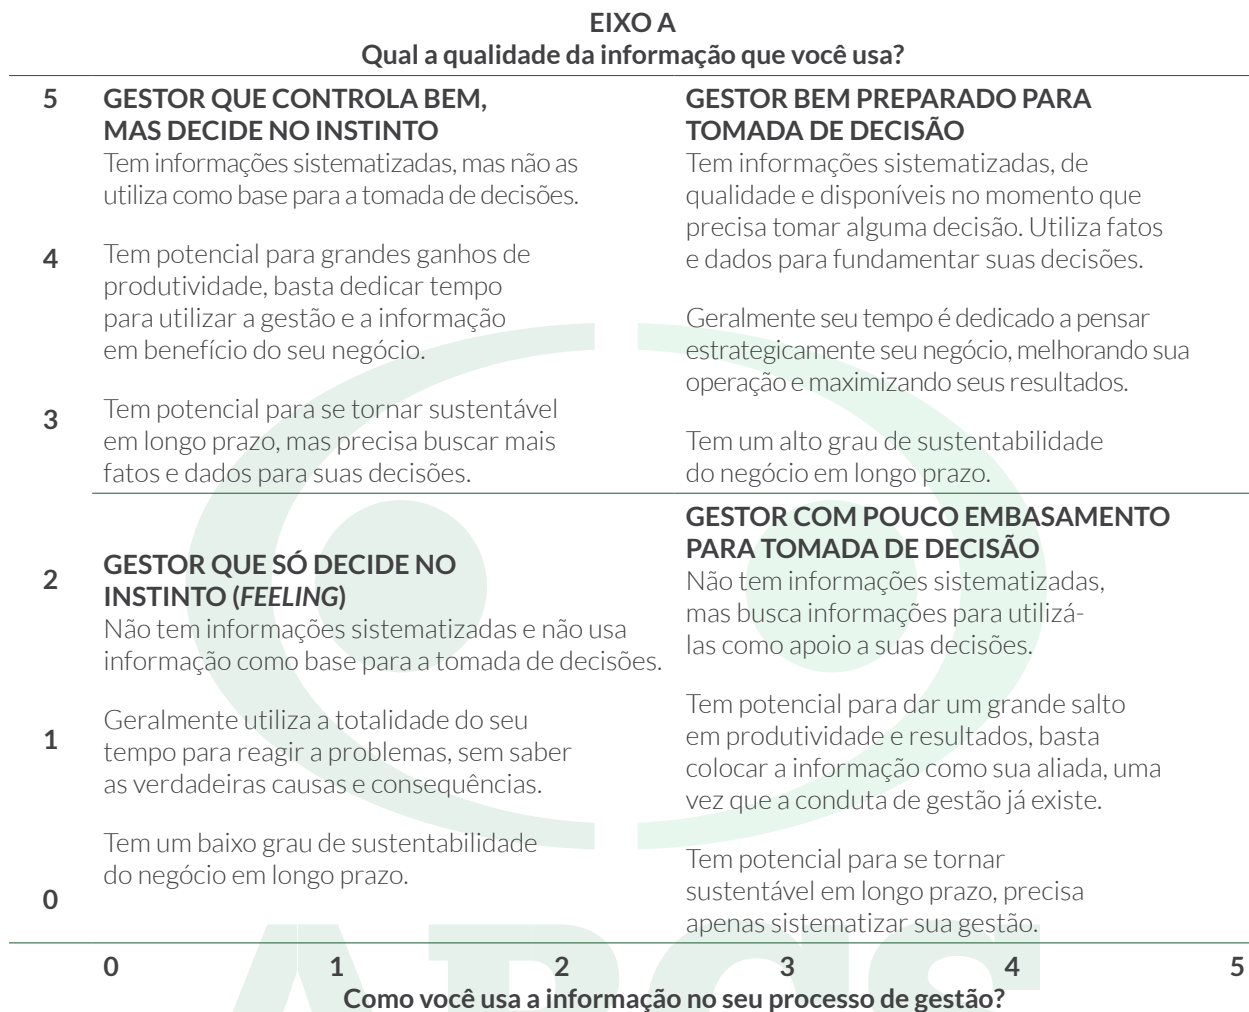 EIXO A
Qual a qualidade da informação que você usa?
5
GESTOR QUE CONTROLA BEM,
MAS DECIDE NO INSTINTO
Tem informações sistematizadas, mas não as
utiliza como base para a tomada de decisões.
4
Tem potencial para grandes ganhos de
produtividade, basta dedicar tempo
para utilizar a gestão e a informação
em benefício do seu negócio.
3
Tem potencial para se tornar sustentável
em longo prazo, mas precisa buscar mais
fatos e dados para suas decisões.
GESTOR BEM PREPARADO PARA
TOMADA DE DECISÃO
Tem informações sistematizadas, de
qualidade e disponíveis no momento que
precisa tomar alguma decisão. Utiliza fatos
e dados para fundamentar suas decisões.
Geralmente seu tempo é dedicado a pensar
estrategicamente seu negócio, melhorando sua
operação e maximizando seus resultados.
Tem um alto grau de sustentabilidade
do negócio em longo prazo.
2
GESTOR QUE SÓ DECIDE NO
INSTINTO (FEELING)
Não tem informações sistematizadas e não usa
informação como base para a tomada de decisões.
1
Geralmente utiliza a totalidade do seu
tempo para reagir a problemas, sem saber
as verdadeiras causas e consequências.
Tem um baixo grau de sustentabilidade
do negócio em longo prazo.
0
GESTOR COM POUCO EMBASAMENTO
PARA TOMADA DE DECISÃO
Não tem informações sistematizadas,
mas busca informações para utilizá-
las como apoio a suas decisões.
Tem potencial para dar um grande salto
em produtividade e resultados, basta
colocar a informação como sua aliada, uma
vez que a conduta de gestão já existe.
Tem potencial para se tornar
sustentável em longo prazo, precisa
apenas sistematizar sua gestão.
0 1 2 3 4 5
Como você usa a informação no seu processo de gestão?